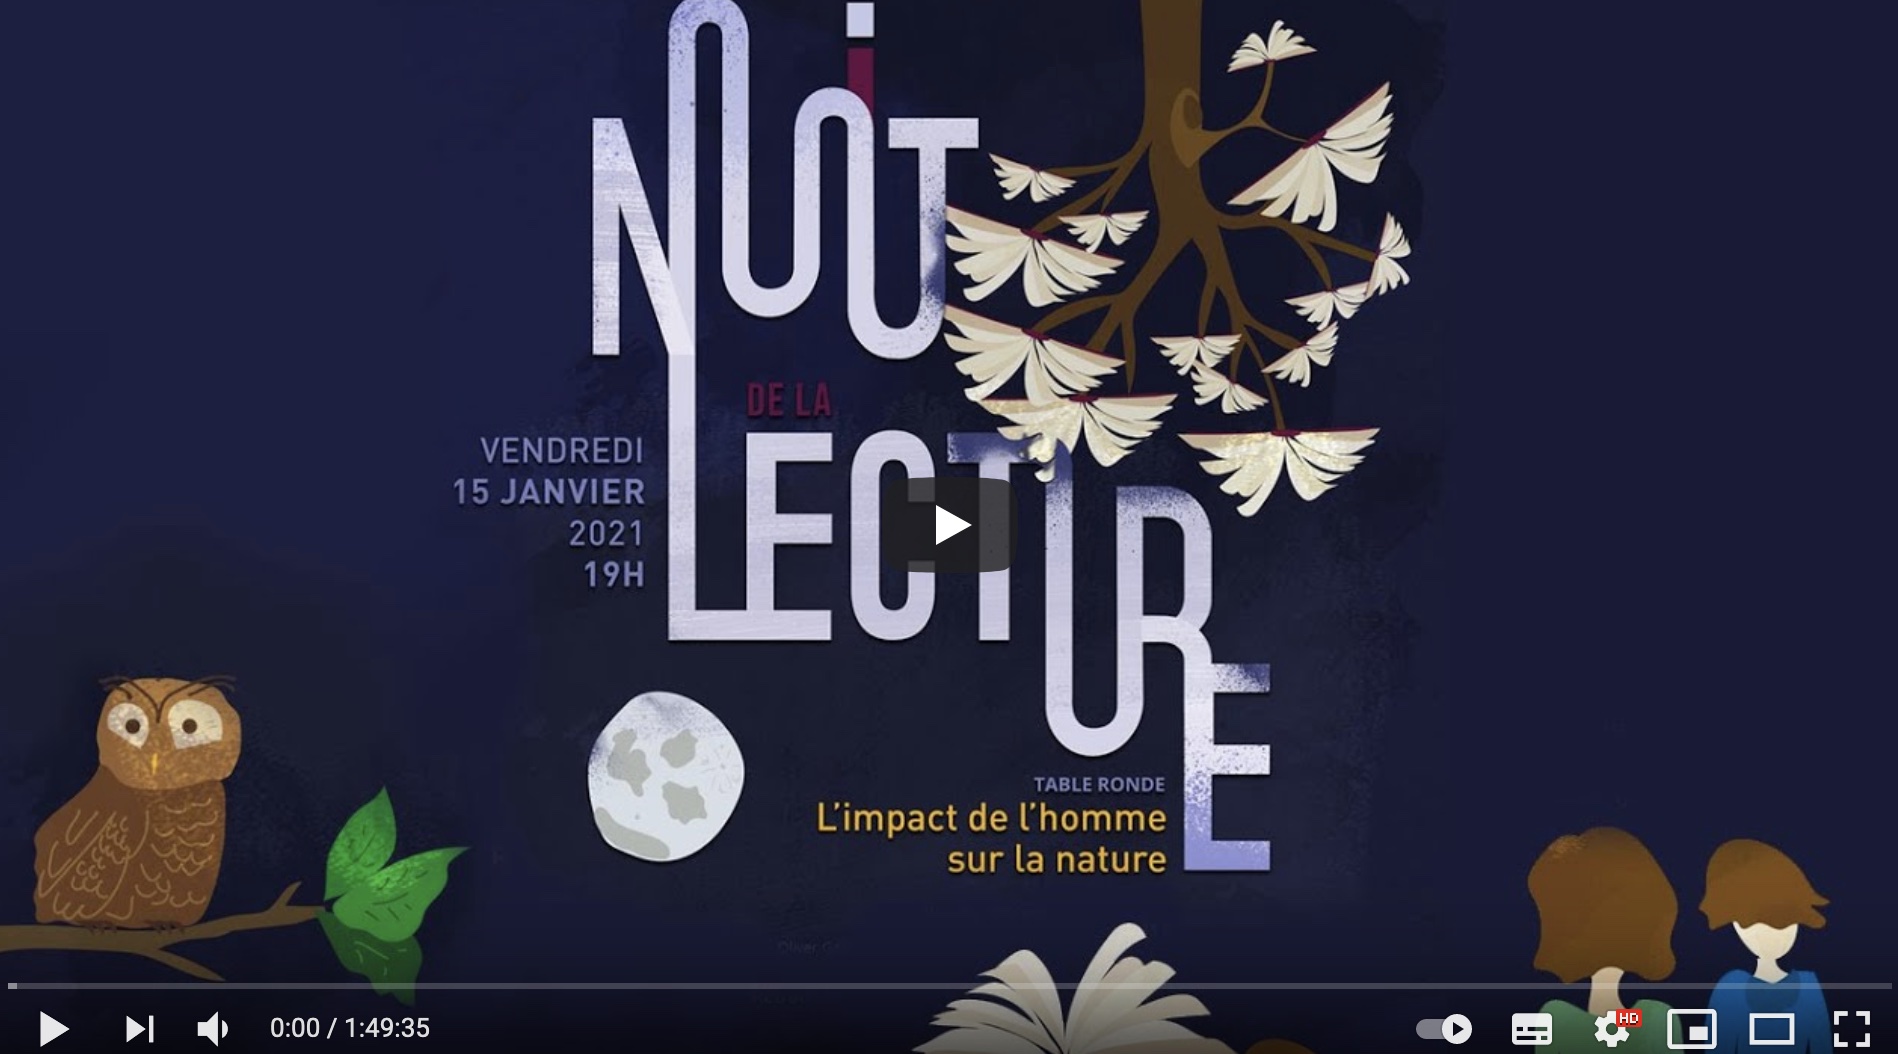 NUIT
DE LA
LECTURE
VENDREDI
15 JANVIER
2021
19H
TABLE RONDE
L'impact de l'homme
sur la nature
0:00 / 1:49:35
HD